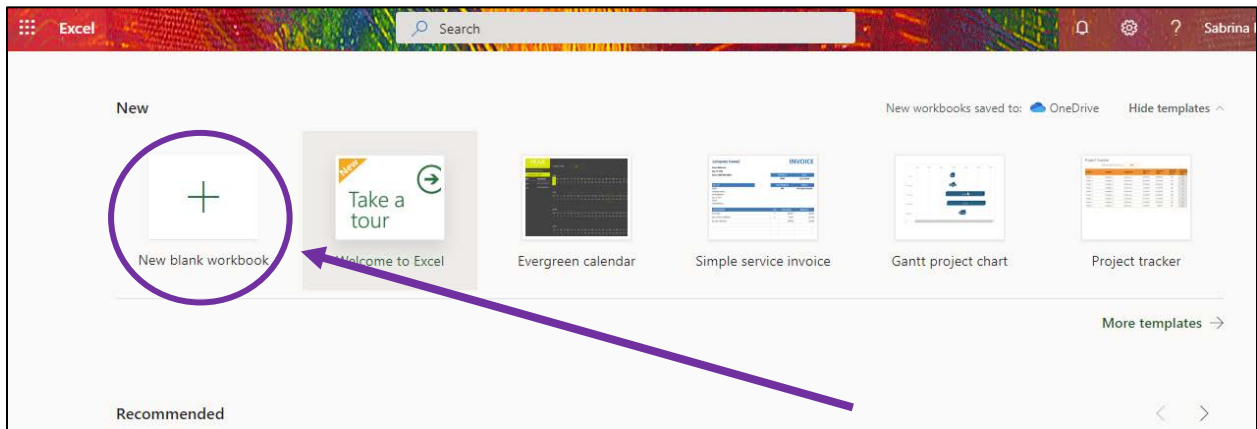 Excel
Search
?
Sabrina
New
New workbooks saved to: OneDrive
Hide templates
New
Take a
tour
INVOICE
New blank workbook
Welcome to Excel
Evergreen calendar
Simple service invoice
Gantt project chart
Project tracker
More templates
Recommended